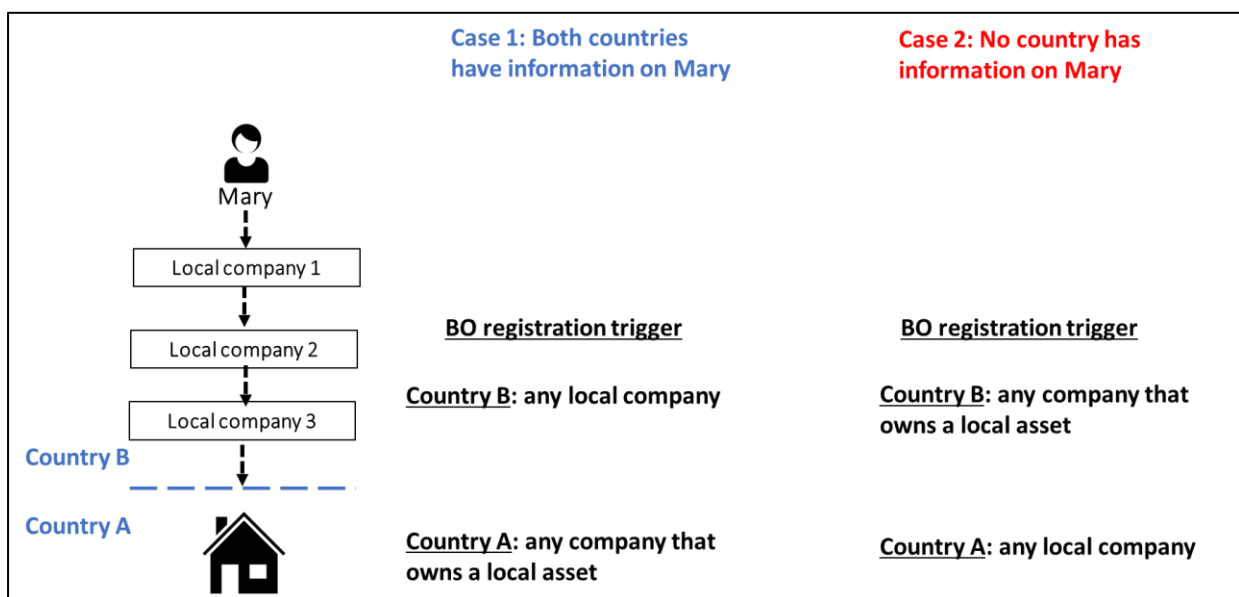 Case 1: Both countries
have information on Mary
Case 2: No country has
information on Mary
Mary
Local company 1
Local company 2
Local company 3
Country B
Country A
BO registration trigger
Country B: any local company
Country A: any company that
owns a local asset
BO registration trigger
Country B: any company that
owns a local asset
Country A: any local company